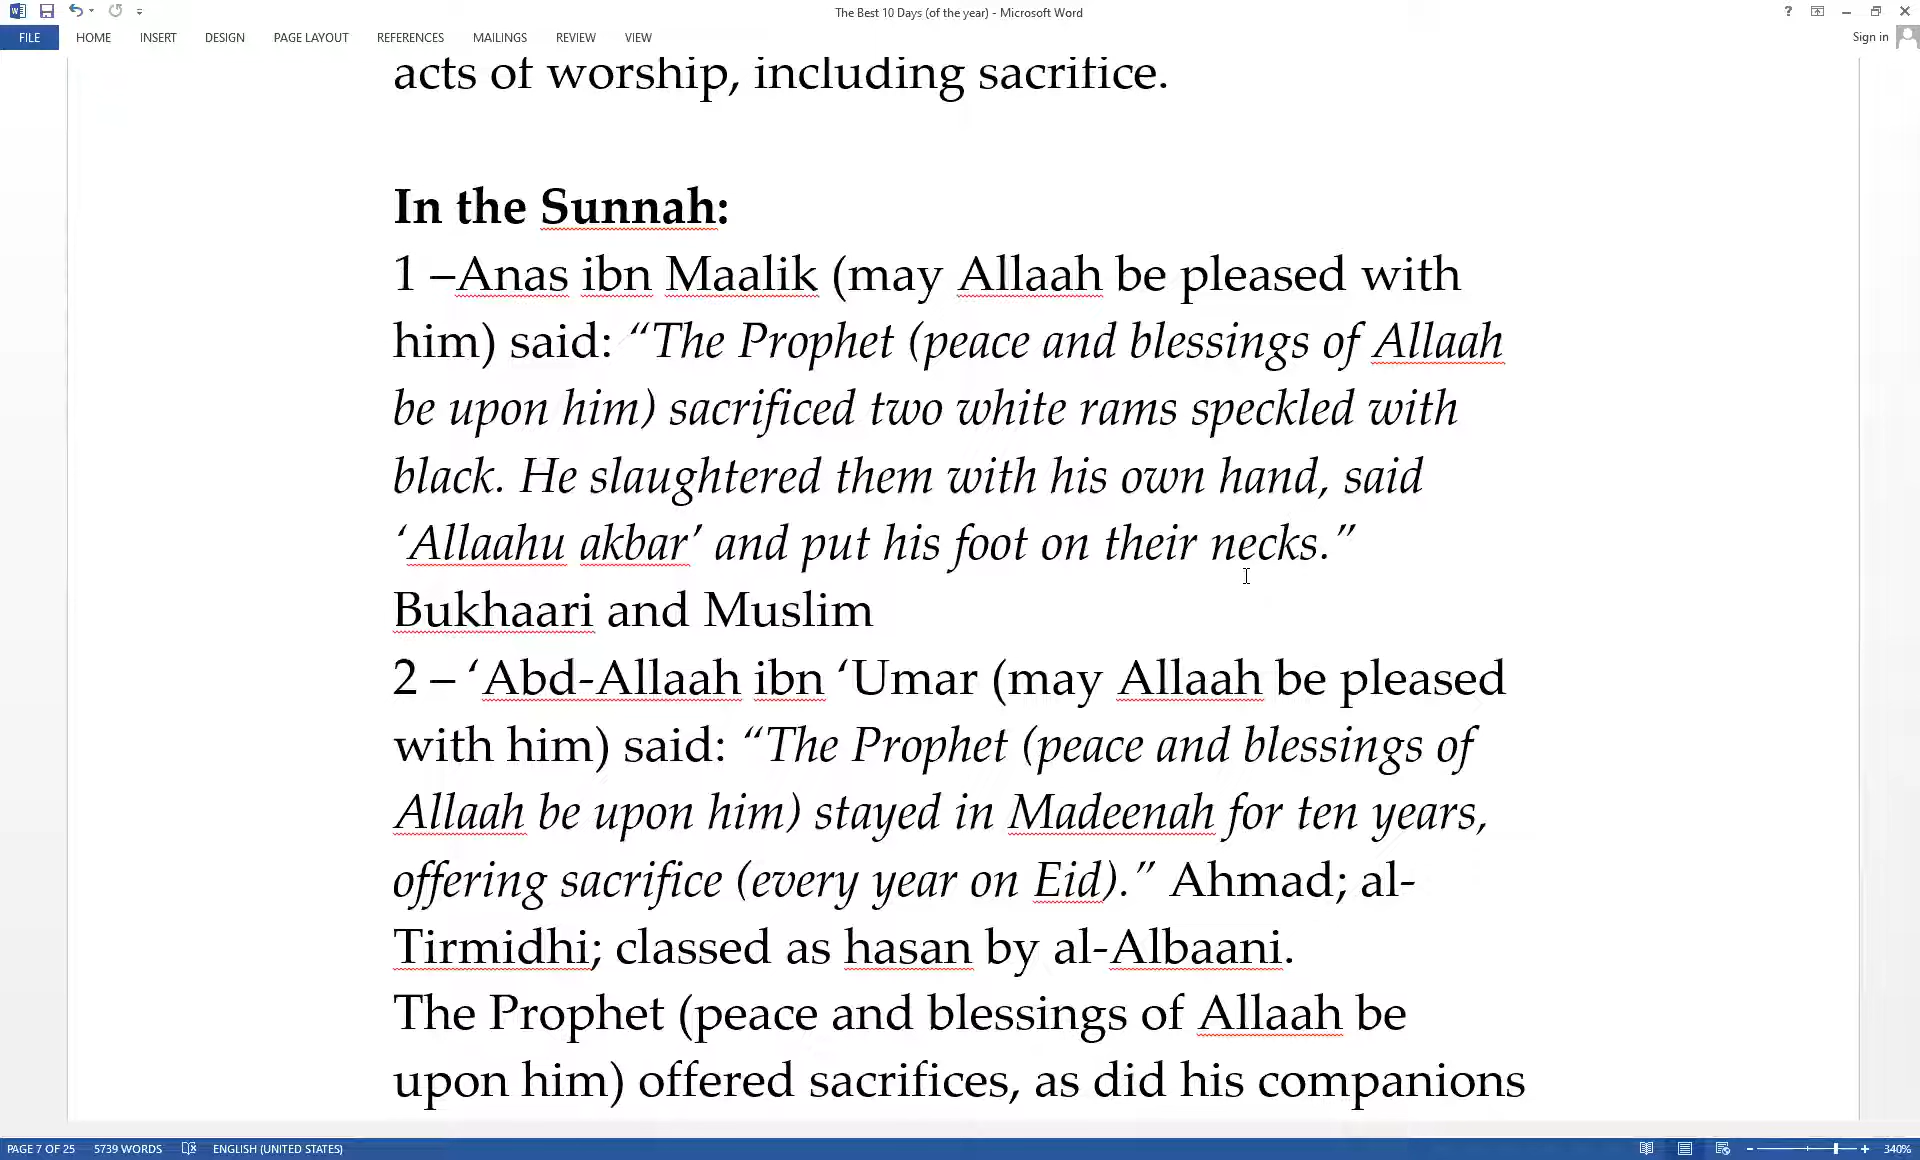 The Best 10 Days (of the year) - Microsoft Word
FILE HOME INSERT DESIGN PAGE LAYOUT REFERENCES MAILINGS REVIEW VIEW
Sign in
acts of worship, including sacrifice.
In the Sunnah:
1 –Anas ibn Maalik (may Allaah be pleased with
him) said: “The Prophet (peace and blessings of Allaah
be upon him) sacrificed two white rams speckled with
black. He slaughtered them with his own hand, said
‘Allaahu akbar’ and put his foot on their necks.”
Bukhaari and Muslim
2 – ‘Abd-Allaah ibn ‘Umar (may Allaah be pleased
with him) said: “The Prophet (peace and blessings of
Allaah be upon him) stayed in Madeenah for ten years,
offering sacrifice (every year on Eid).” Ahmad; al-
Tirmidhi; classed as hasan by al-Albaani.
The Prophet (peace and blessings of Allaah be
upon him) offered sacrifices, as did his companions
PAGE 7 OF 25 5739 WORDS ENGLISH (UNITED STATES) 340%